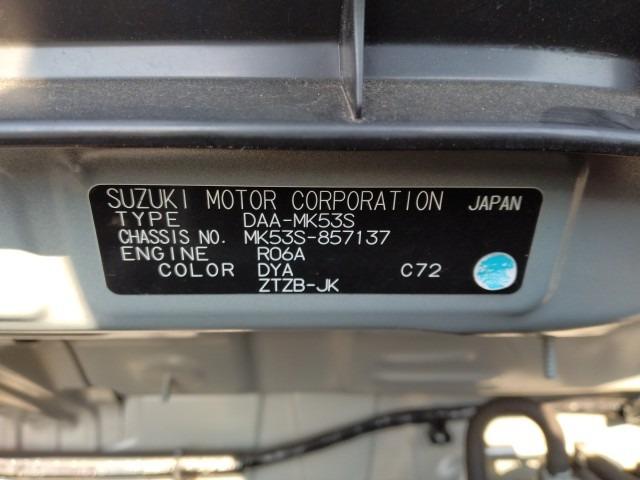 SUZUKI MOTOR CORPORATION JAPAN
TYPE DAA-MK53S
CHASSIS NO. MK53S-857137
ENGINE R06A
COLOR DYA C72
ZTZB-JK